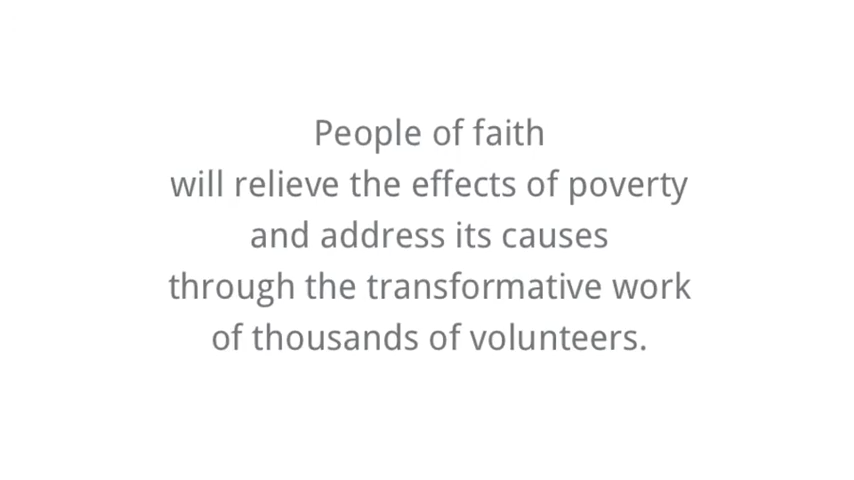 People of faith
will relieve the effects of poverty
and address its causes
through the transformative work
of thousands of volunteers.